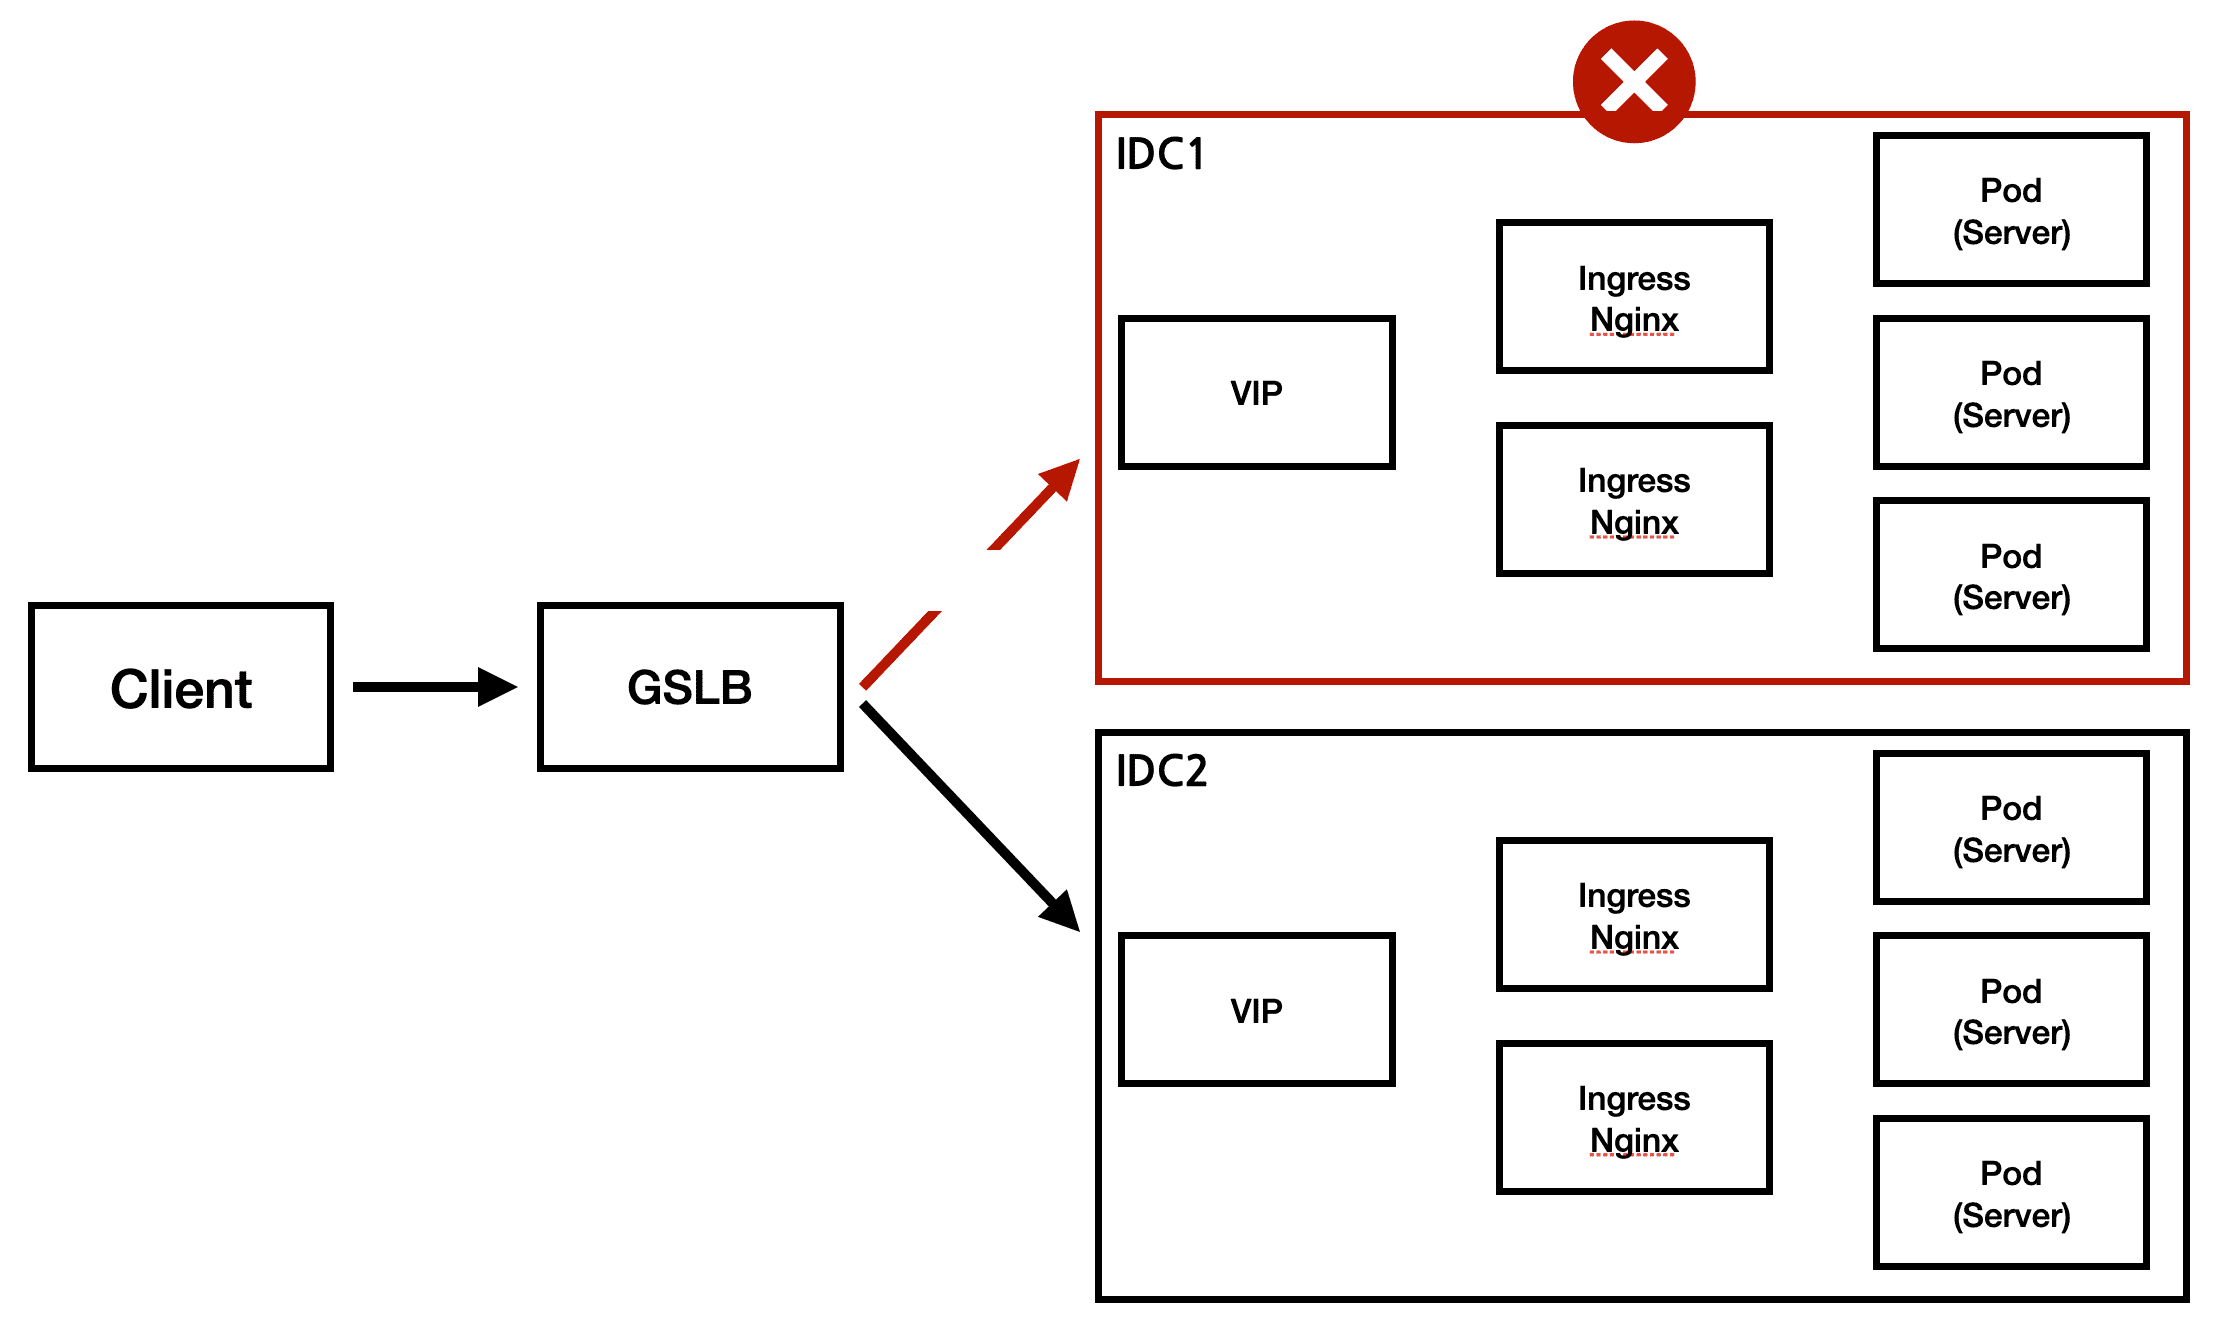 Client
GSLB
IDC1
VIP
Ingress
Nginx
Ingress
Nginx
Pod
(Server)
Pod
(Server)
Pod
(Server)
IDC2
VIP
Ingress
Nginx
Ingress
Nginx
Pod
(Server)
Pod
(Server)
Pod
(Server)